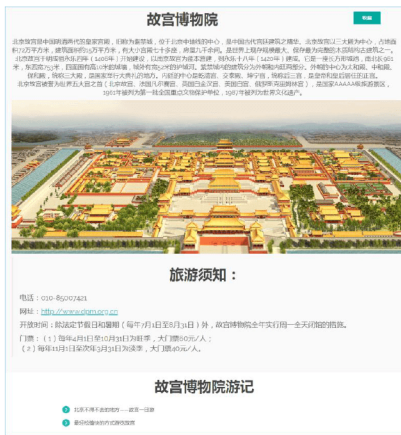 故宫博物院
北京故宫是中国明清两代的皇家宫殿，旧称为紫禁城，位于北京中轴线的中心，是中国古代宫廷建筑之精华。北京故宫以三大殿为中心，占地面
积72万平方米，建筑面积约15万平方米，有大小宫殿七十多座，房屋九千余间。是世界上现存规模最大、保存最为完整的木质结构古建筑之一。
北京故宫于明成祖永乐四年（1406年）开始建设，以南京故宫为蓝本营建，到永乐十八年（1420年）建成。它是一座长方形城池，南北长961
米，东西宽753米，四面围有高10米的城墙，城外有宽52米的护城河。紫禁城内的建筑分为外朝和内廷两部分。外朝的中心为太和殿、中和殿、
保和殿，统称三大殿，是国家举行大典礼的地方。内廷的中心是乾清宫、交泰殿、坤宁宫，统称后三宫，是皇帝和皇后居住的正宫。
北京故宫被誉为世界五大宫之首（北京故宫、法国凡尔赛宫、英国白金汉宫、美国白宫、俄罗斯克里姆林宫），是国家AAAAA级旅游景区，
1961年被列为第一批全国重点文物保护单位，1987年被列为世界文化遗产。
旅游须知：
电话：010-85007421
网址：http://www.dpm.org.cn
开放时间：除法定节假日和暑期（每年7月1日至8月31日）外，故宫博物院全年实行周一全天闭馆的措施。
门票：（1）每年4月1日至10月31日为旺季，大门票60元/人；
（2）每年11月1日至次年3月31日为淡季，大门票40元/人。
故宫博物院游记
北京不得不去的地方——故宫一日游